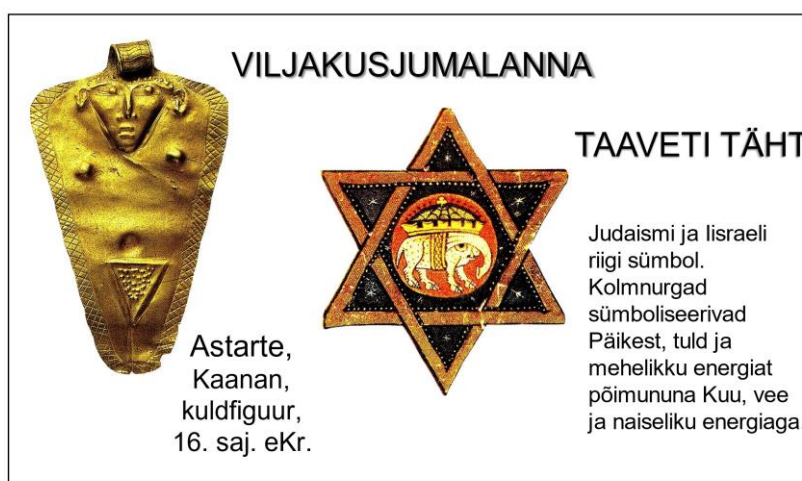 VILJAKUSJUMALANNA
TAAVETI TÄHT
Judaismi ja Iisraeli
riigi sümbol.
Kolmnurgad
sümboliseerivad
Päikest, tuld ja
mehelikku energiat
põimununa Kuu, vee
ja naiseliku energiaga.
Astarte,
Kaanan,
kuldfiguur,
16. saj. eKr.